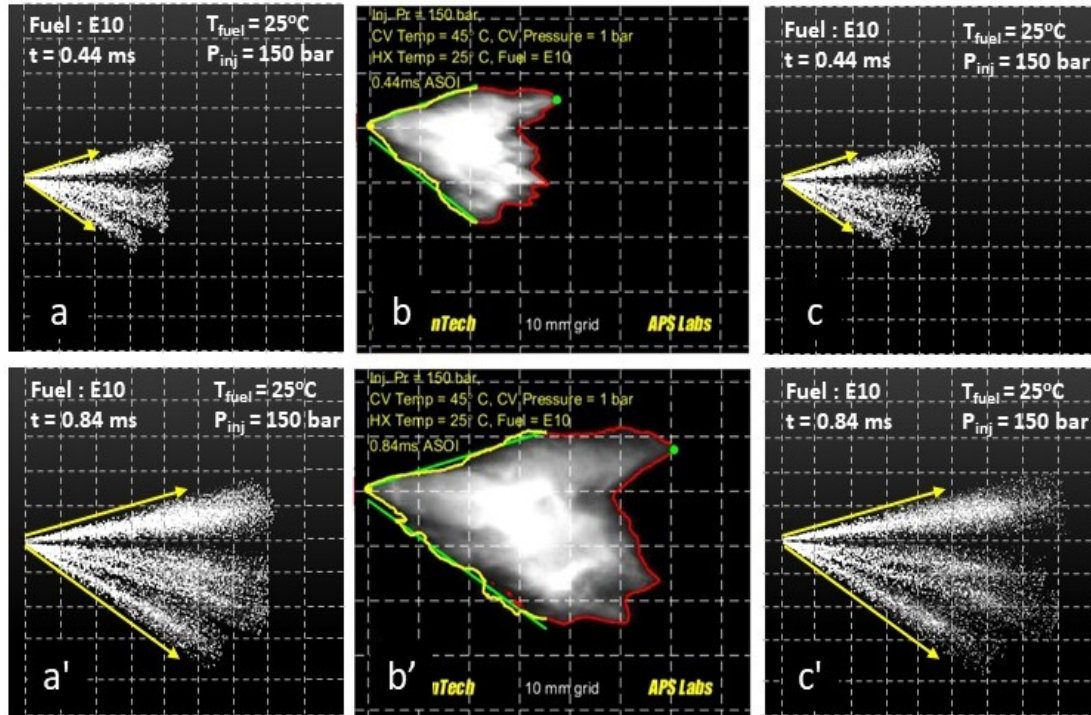 Fuel : E10 T_fuel = 25°C
t = 0.44 ms P_inj = 150 bar
a
Inj. Pr = 150 bar,
CV Temp = 45° C, CV Pressure = 1 bar
HX Temp = 25° C, Fuel = E10
0.44ms ASOI
b
nTech 10 mm grid APS Labs
Fuel : E10 T_fuel = 25°C
t = 0.44 ms P_inj = 150 bar
c
Fuel : E10 T_fuel = 25°C
t = 0.84 ms P_inj = 150 bar
a'
Inj. Pr = 150 bar,
CV Temp = 45° C, CV Pressure = 1 bar
HX Temp = 25° C, Fuel = E10
0.84ms ASOI
b’
nTech 10 mm grid APS Labs
Fuel : E10 T_fuel = 25°C
t = 0.84 ms P_inj = 150 bar
c'